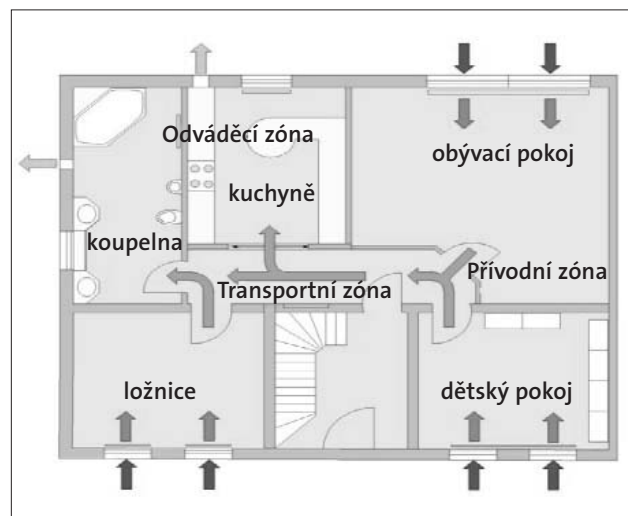 Odváděcí zóna
obývací pokoj
kuchyně
koupelna
Přívodní zóna
Transportní zóna
ložnice
dětský pokoj